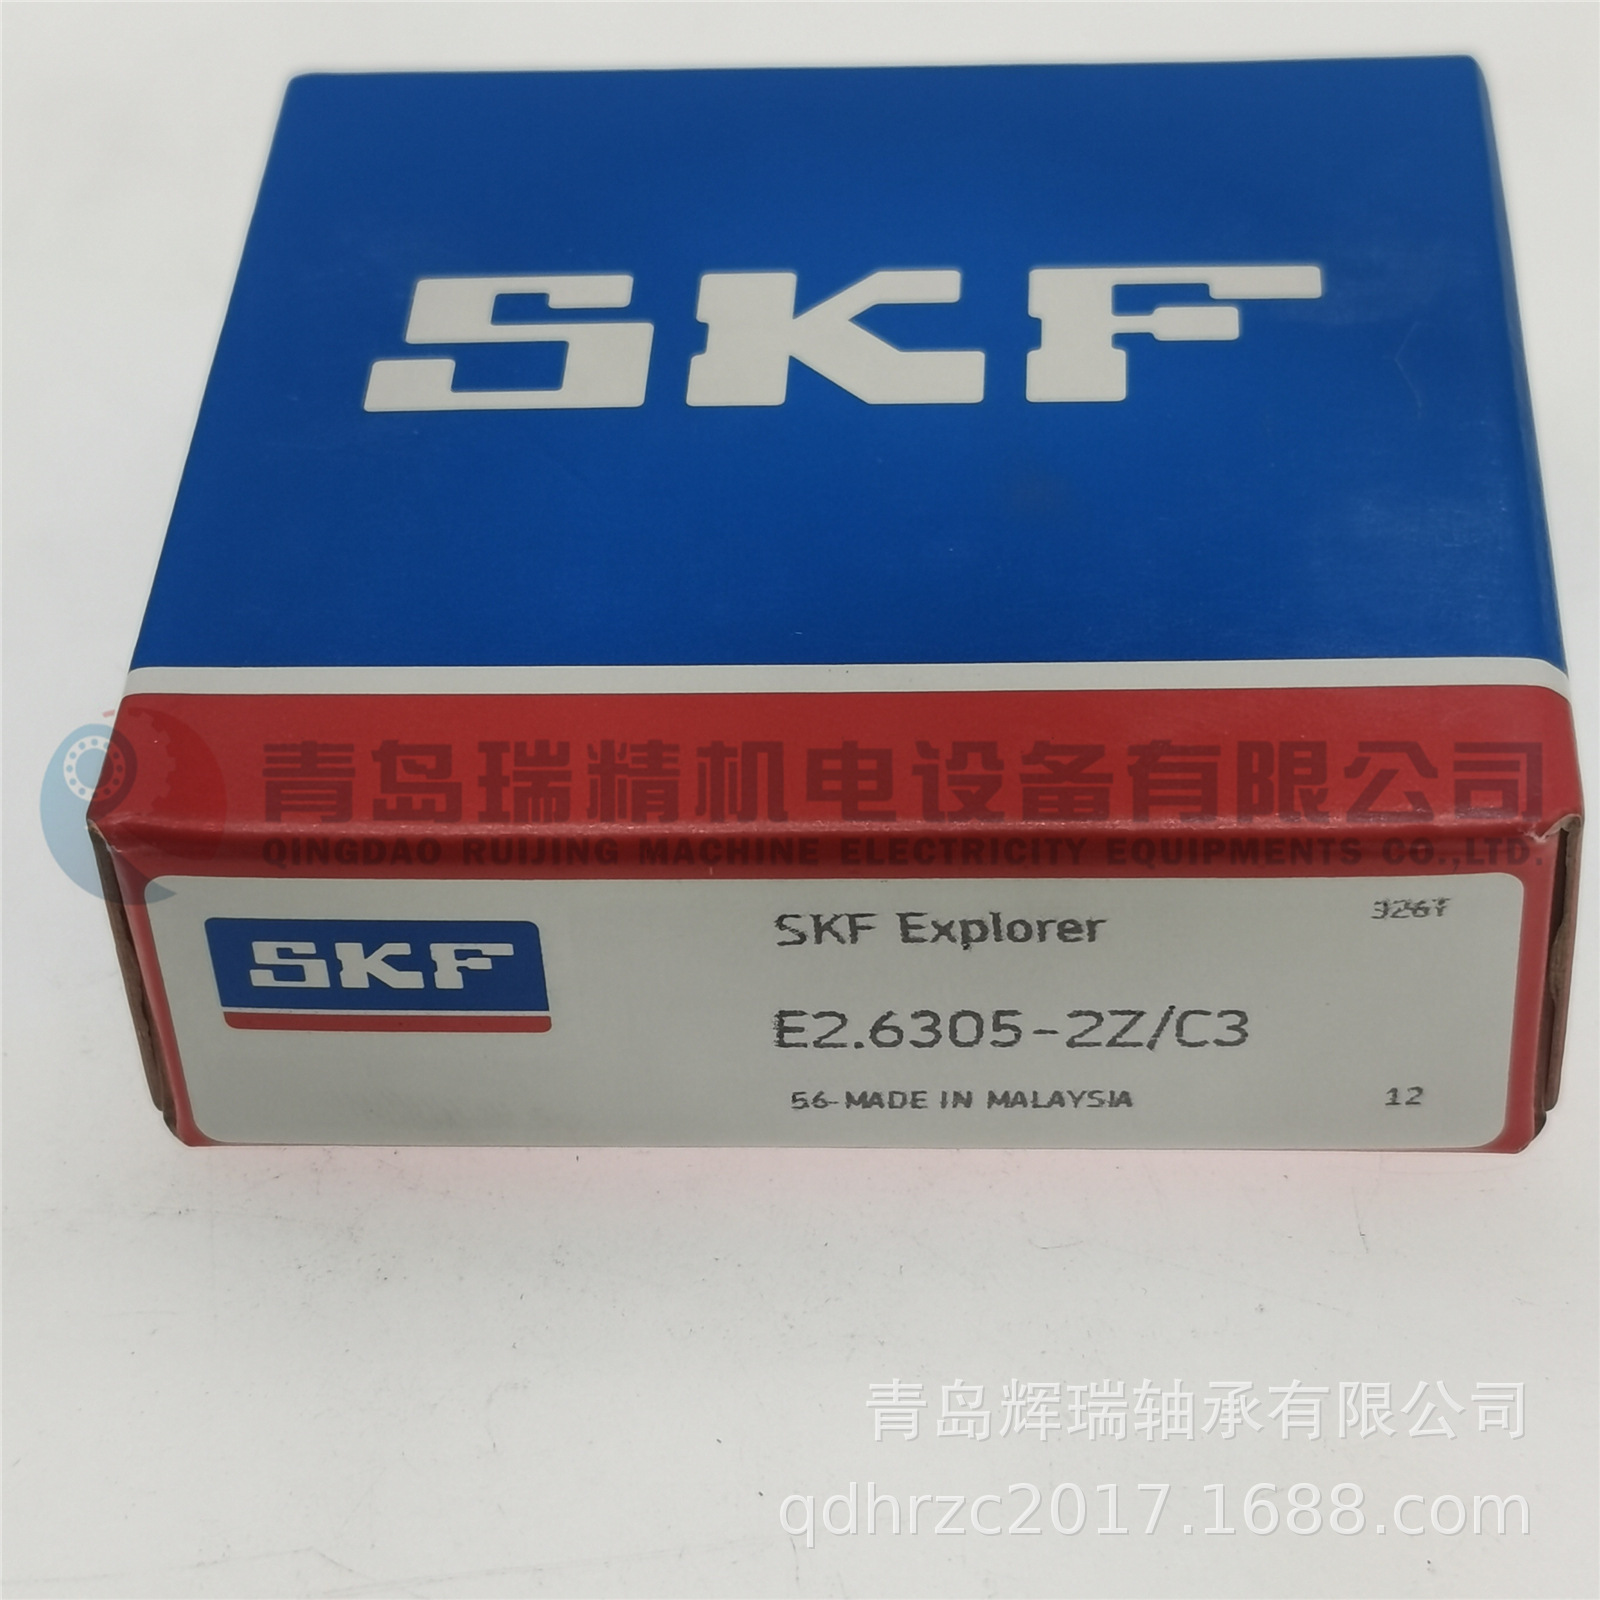 SKF
青岛瑞精机电设备有限公司
QINGDAO RUIJING MACHINE ELECTRICITY EQUIPMENTS CO.,LTD.
SKF
SKF Explorer
E2.6305-2Z/C3
56 MADE IN MALAYSIA
12
青岛辉瑞轴承有限公司
qdhrzc2017.1688.com